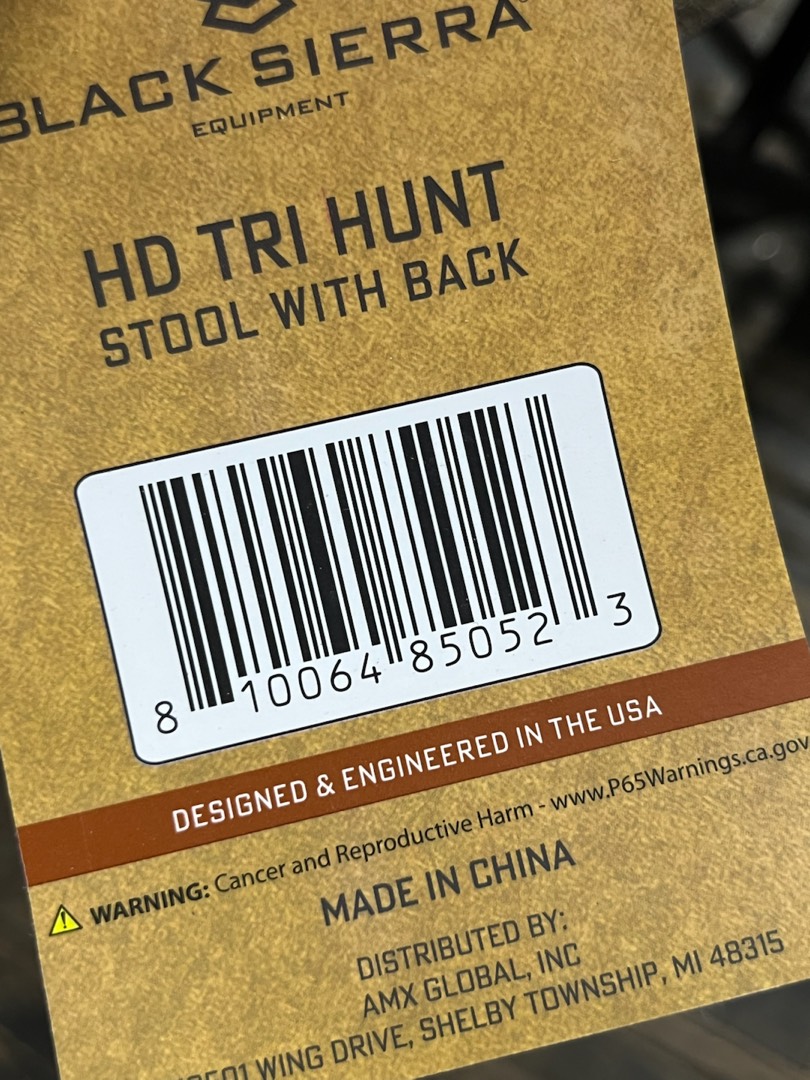 BLACK SIERRA
EQUIPMENT
HD TRI HUNT
STOOL WITH BACK
8 10064 85052 3
DESIGNED & ENGINEERED IN THE USA
WARNING: Cancer and Reproductive Harm - www.P65Warnings.ca.gov
MADE IN CHINA
DISTRIBUTED BY:
AMX GLOBAL, INC
WING DRIVE, SHELBY TOWNSHIP, MI 48315